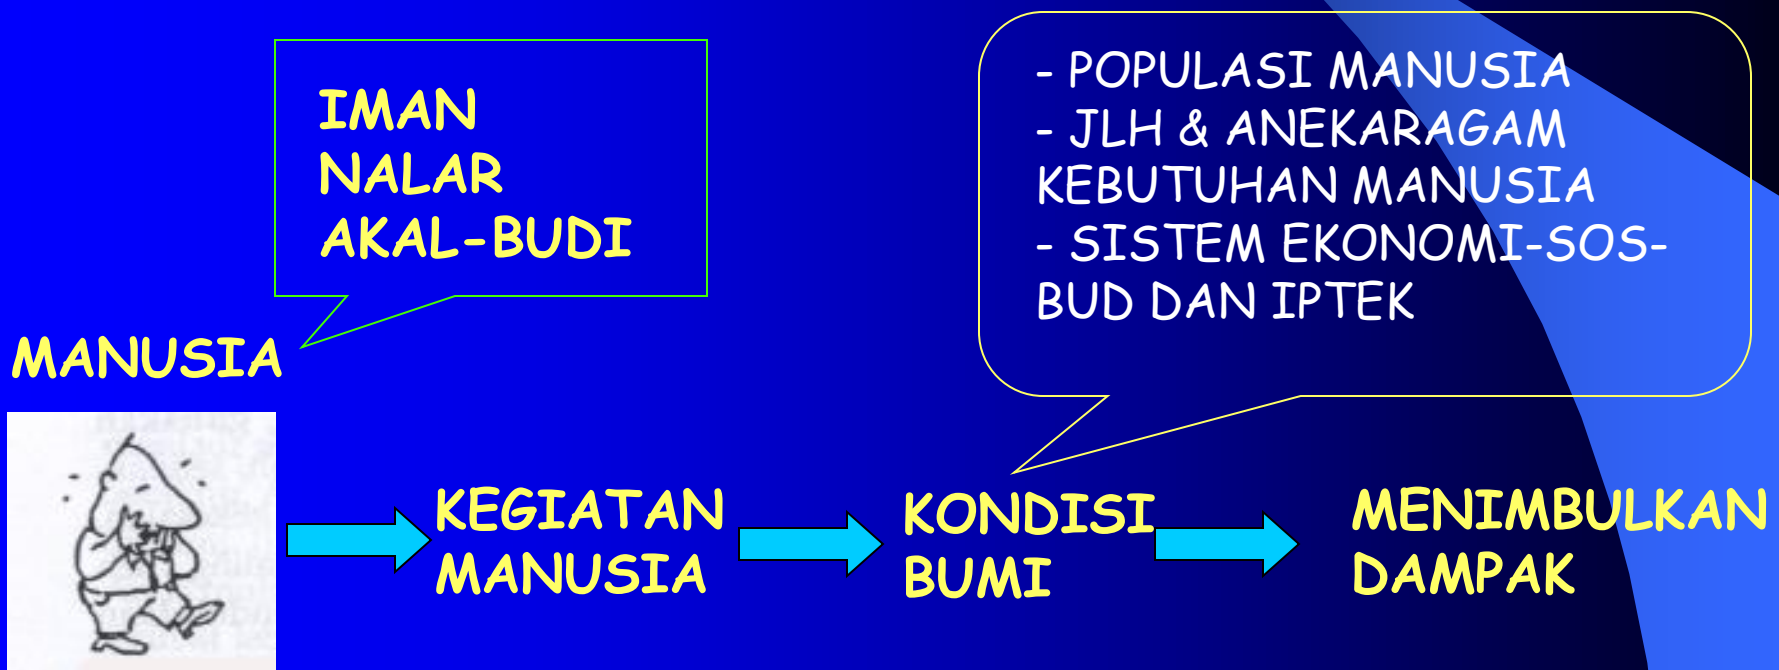 IMAN
NALAR
AKAL-BUDI
- POPULASI MANUSIA
- JLH & ANEKARAGAM
KEBUTUHAN MANUSIA
- SISTEM EKONOMI-SOS-
BUD DAN IPTEK
MANUSIA
KEGIATAN
MANUSIA
KONDISI
BUMI
MENIMBULKAN
DAMPAK